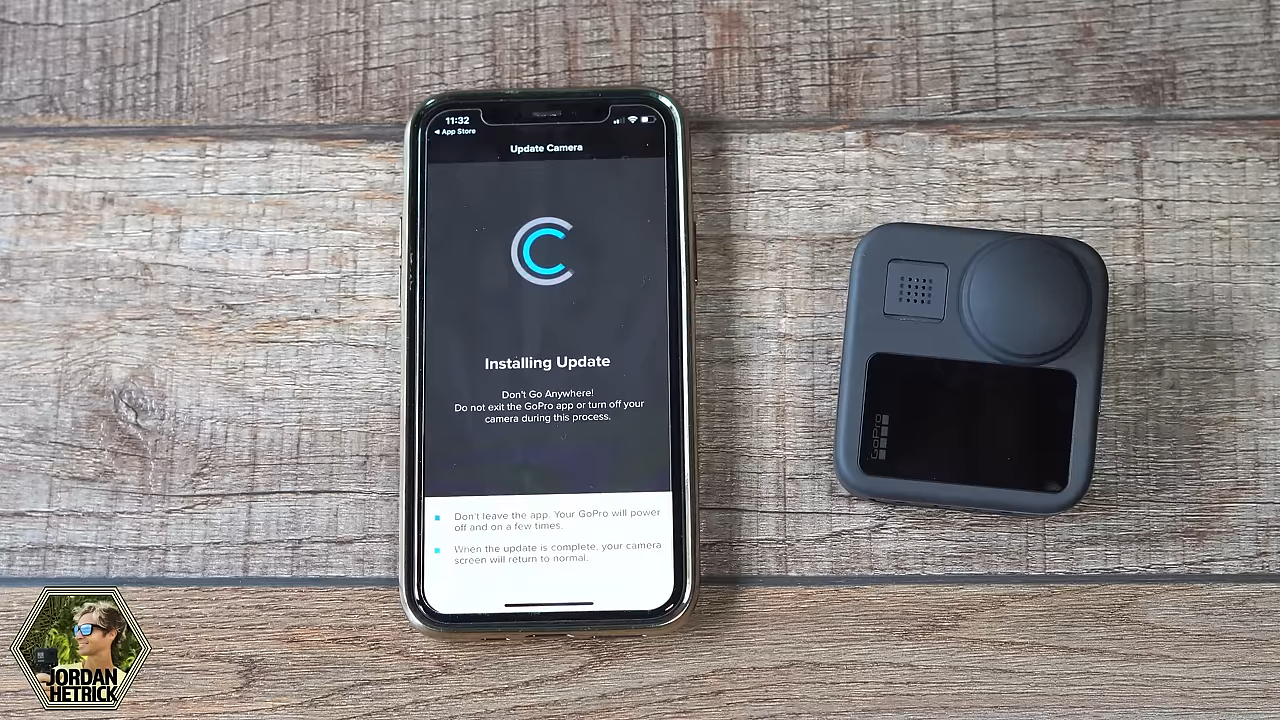 11:32
◀ App Store
Update Camera
Installing Update
Don't Go Anywhere!
Do not exit the GoPro app or turn off your
camera during this process.
Don't leave the app. Your GoPro will power
off and on a few times.
When the update is complete, your camera
screen will return to normal.
GoPro
JORDAN
HETRICK